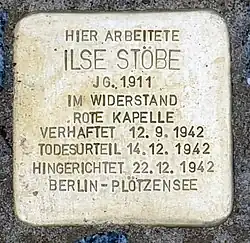 HIER ARBEITETE
ILSE STÖBE
JG. 1911
IM WIDERSTAND
ROTE KAPELLE
VERHAFTET 12. 9. 1942
TODESURTEIL 14. 12. 1942
HINGERICHTET 22. 12. 1942
BERLIN-PLÖTZENSEE